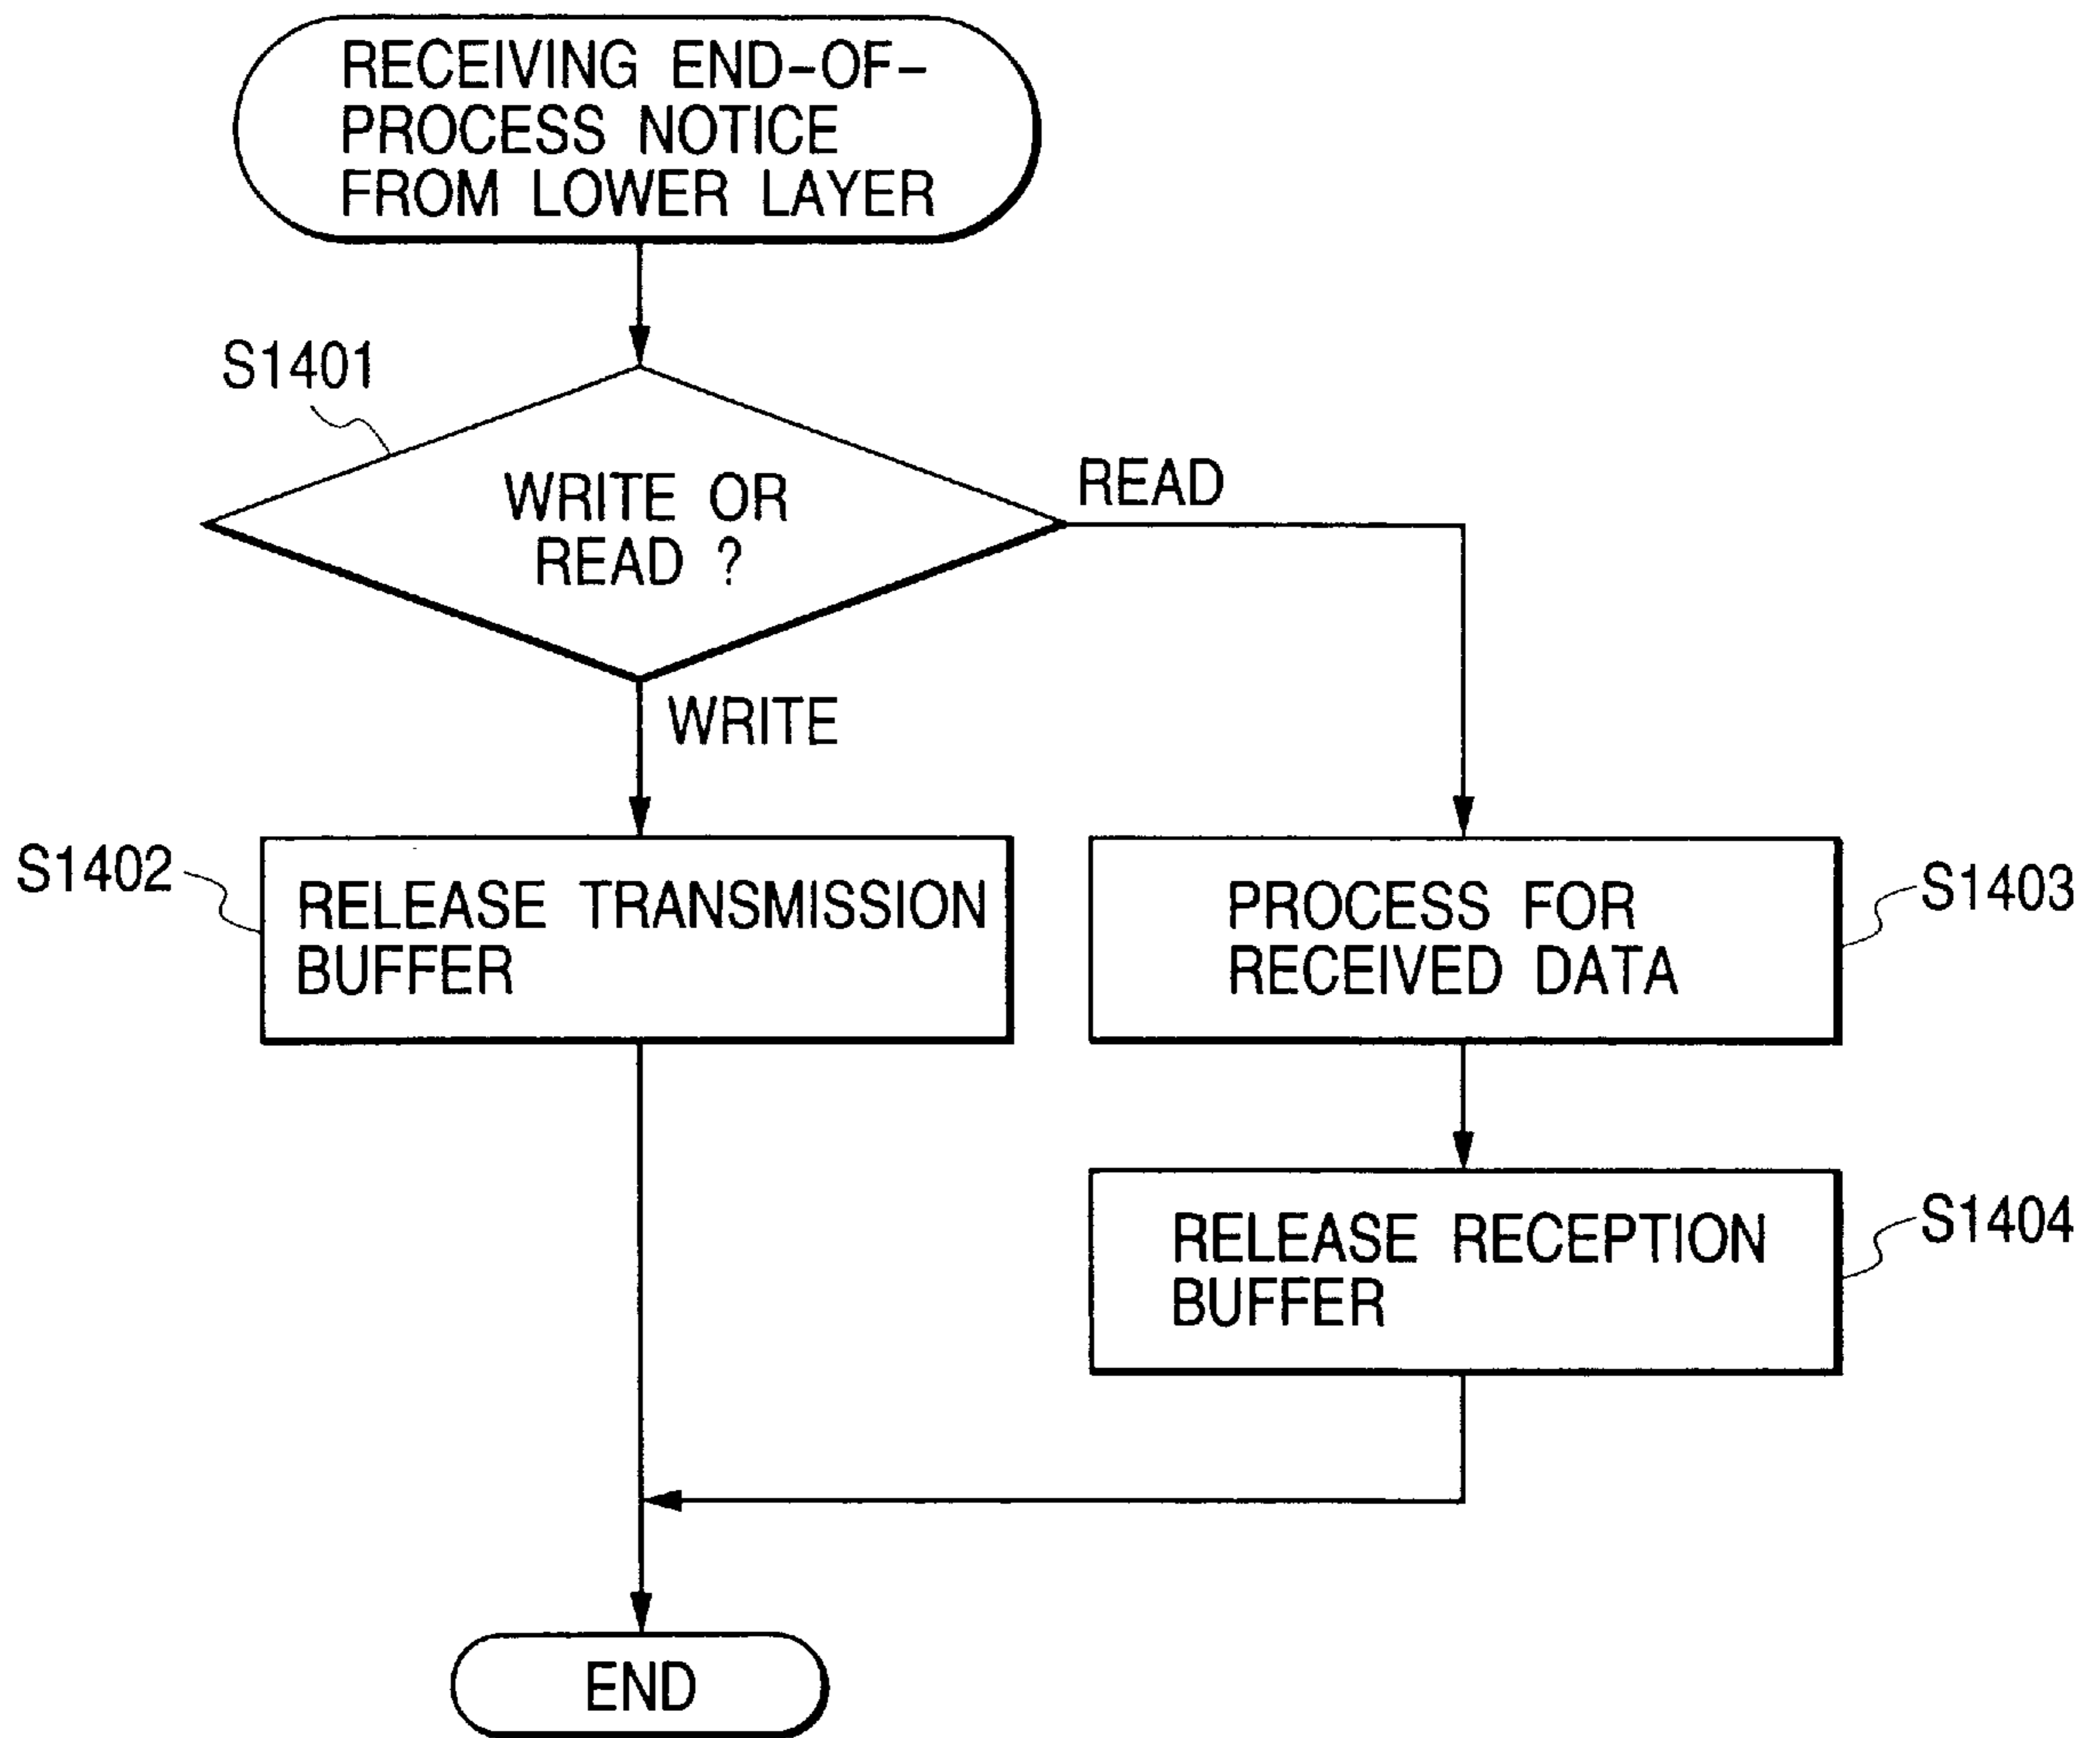 RECEIVING END-OF-
PROCESS NOTICE
FROM LOWER LAYER
S1401
WRITE OR
READ ?
READ
WRITE
S1402
RELEASE TRANSMISSION
BUFFER
PROCESS FOR
RECEIVED DATA
S1403
RELEASE RECEPTION
BUFFER
S1404
END